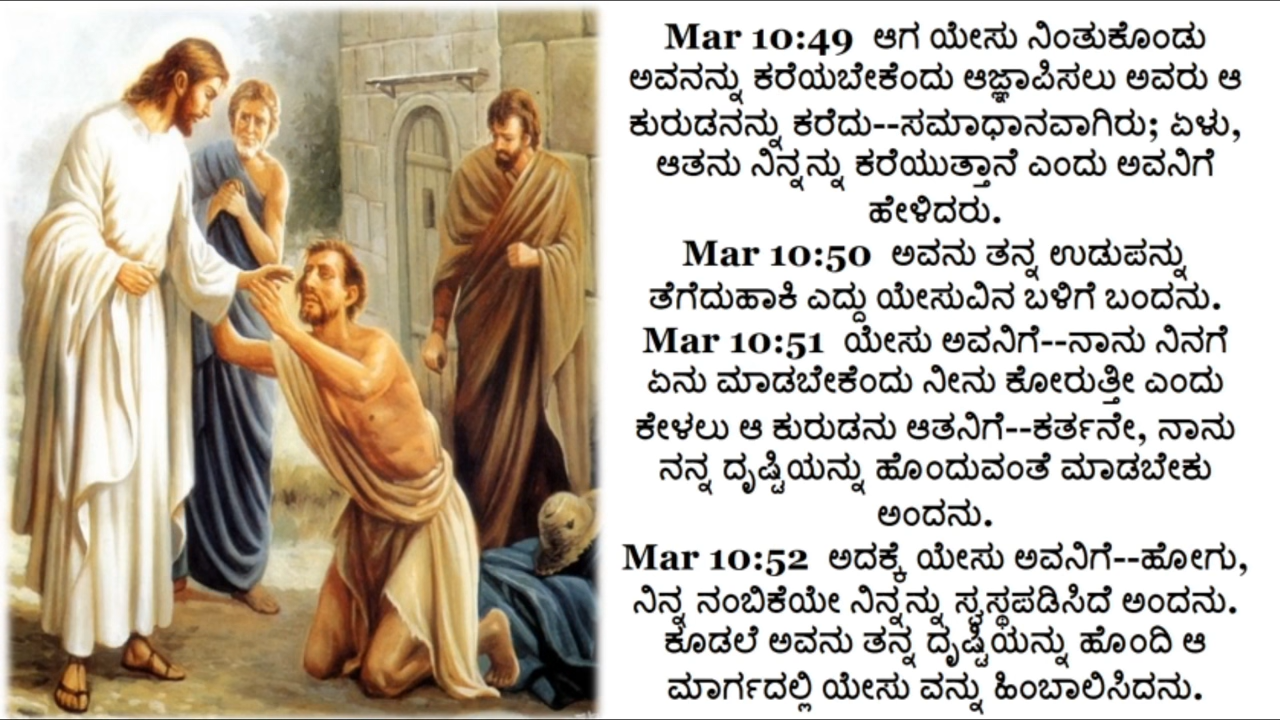 Mar 10:49 ಆಗ ಯೇಸು ನಿಂತುಕೊಂಡು
ಅವನನ್ನು ಕರೆಯಬೇಕೆಂದು ಆಜ್ಞಾಪಿಸಲು ಅವರು ಆ
ಕುರುಡನನ್ನು ಕರೆದು--ಸಮಾಧಾನವಾಗಿರು; ಏಳು,
ಆತನು ನಿನ್ನನ್ನು ಕರೆಯುತ್ತಾನೆ ಎಂದು ಅವನಿಗೆ
ಹೇಳಿದರು.
Mar 10:50 ಅವನು ತನ್ನ ಉಡುಪನ್ನು
ತೆಗೆದುಹಾಕಿ ಎದ್ದು ಯೇಸುವಿನ ಬಳಿಗೆ ಬಂದನು.
Mar 10:51 ಯೇಸು ಅವನಿಗೆ--ನಾನು ನಿನಗೆ
ಏನು ಮಾಡಬೇಕೆಂದು ನೀನು ಕೋರುತ್ತೀ ಎಂದು
ಕೇಳಲು ಆ ಕುರುಡನು ಆತನಿಗೆ--ಕರ್ತನೇ, ನಾನು
ನನ್ನ ದೃಷ್ಟಿಯನ್ನು ಹೊಂದುವಂತೆ ಮಾಡಬೇಕು
ಅಂದನು.
Mar 10:52 ಅದಕ್ಕೆ ಯೇಸು ಅವನಿಗೆ--ಹೋಗು,
ನಿನ್ನ ನಂಬಿಕೆಯೇ ನಿನ್ನನ್ನು ಸ್ವಸ್ಥಪಡಿಸಿದೆ ಅಂದನು.
ಕೂಡಲೆ ಅವನು ತನ್ನ ದೃಷ್ಟಿಯನ್ನು ಹೊಂದಿ ಆ
ಮಾರ್ಗದಲ್ಲಿ ಯೇಸು ವನ್ನು ಹಿಂಬಾಲಿಸಿದನು.